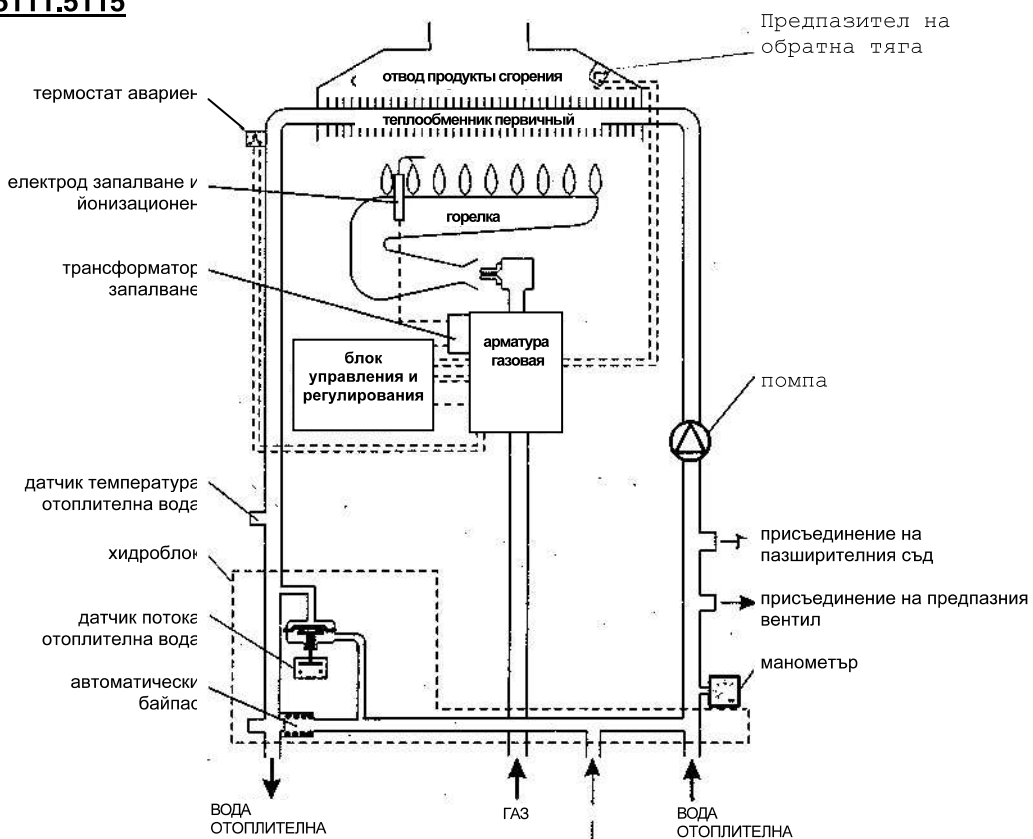 5111.5115
Предпазител на
обратна тяга
отвод продукты сгорения
термостат авариен
теплообменник первичный
електрод запалване и
йонизационен
горелка
трансформатор
запалване
арматура
газовая
блок
управления и
регулирования
помпа
датчик температура
отоплителна вода
хидроблок
присъединение на
пазширителния съд
датчик потока
отоплителна вода
присъединение на предпазния
вентил
манометър
автоматически
байпас
ВОДА
ОТОПЛИТЕЛНА
ГАЗ
ВОДА
ОТОПЛИТЕЛНА